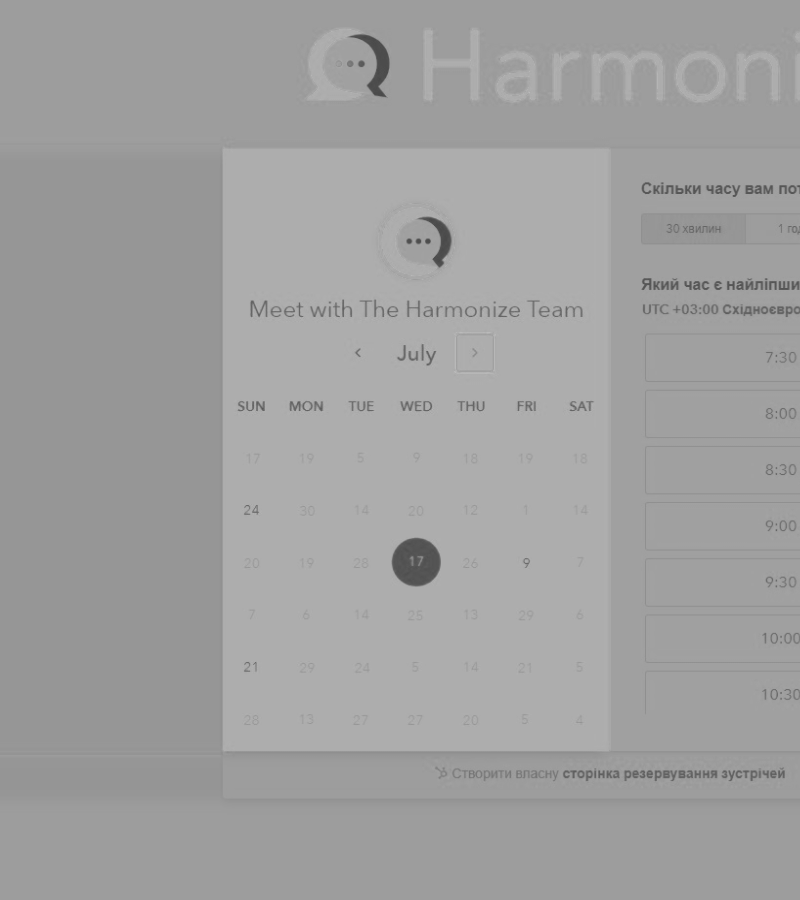 Harmoni
Meet with The Harmonize Team
July
SUN MON TUE WED THU FRI SAT
17 19 5 9 18 19 18
24 30 14 20 12 1 14
20 19 28 17 26 9 7
7 6 14 25 13 29 6
21 29 24 5 14 21 5
28 13 27 27 20 5 4
Скільки часу вам пот
30 хвилин 1 год
Який час є найліпши
UTC +03:00 Східноєвро
7:30
8:00
8:30
9:00
9:30
10:00
10:30
Створити власну сторінка резервування зустрічей